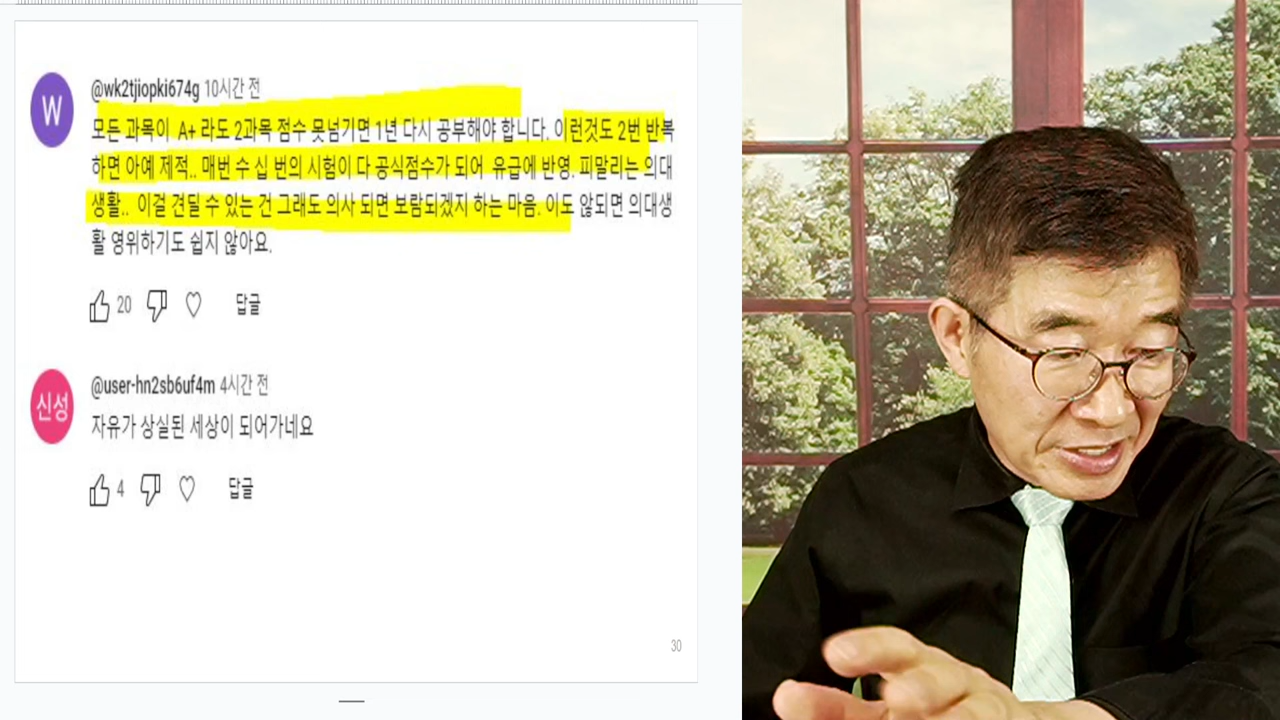 W
@wk2tjiopki674g 10시간 전
모든 과목이 A+ 라도 2과목 점수 못넘기면 1년 다시 공부해야 합니다. 이런것도 2번 반복
하면 아예 제적.. 매번 수 십 번의 시험이 다 공식점수가 되어 유급에 반영. 피말리는 의대
생활.. 이걸 견딜 수 있는 건 그래도 의사 되면 보람되겠지 하는 마음. 이도 않되면 의대생
활 영위하기도 쉽지 않아요.
20 답글
신성
@user-hn2sb6uf4m 4시간 전
자유가 상실된 세상이 되어가네요
4 답글
30